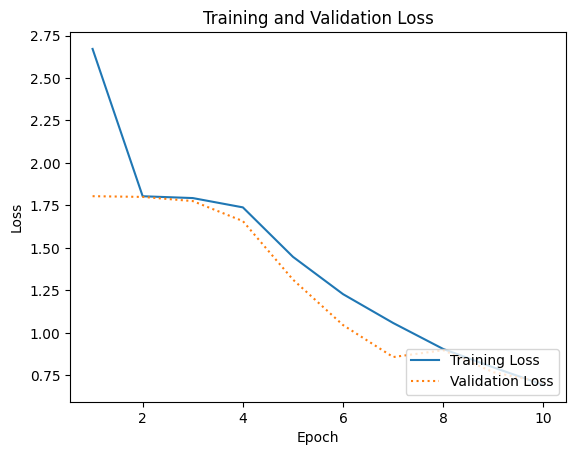 Training and Validation Loss
Loss
2.75
2.50
2.25
2.00
1.75
1.50
1.25
1.00
0.75
Training Loss
Validation Loss
2
4
6
8
10
Epoch